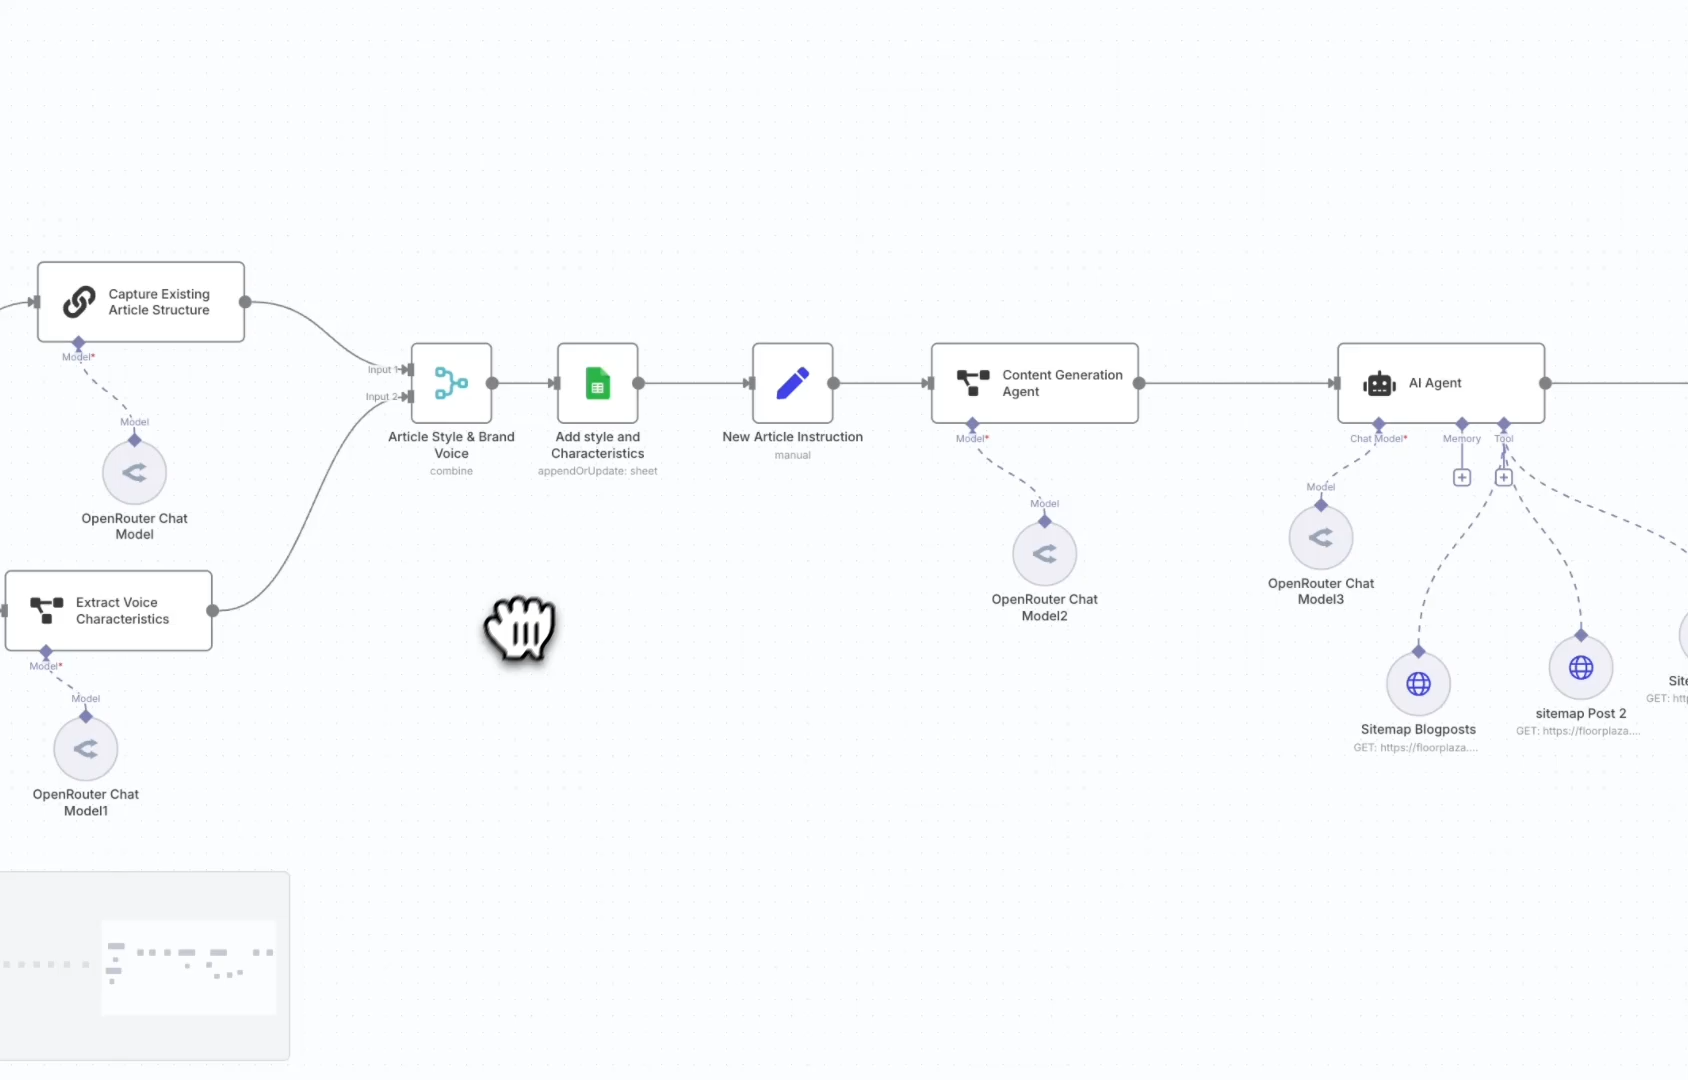 Capture Existing
Article Structure
Model*
Model
OpenRouter Chat
Model
Extract Voice
Characteristics
Model*
Model
OpenRouter Chat
Model1
Input 1
Input 2
Article Style & Brand
Voice
combine
Add style and
Characteristics
appendOrUpdate: sheet
New Article Instruction
manual
Content Generation
Agent
Model*
Model
OpenRouter Chat
Model2
AI Agent
Chat Model*
Memory
Tool
Model
OpenRouter Chat
Model3
Sitemap Blogposts
GET: https://floorplaza....
sitemap Post 2
GET: https://floorplaza....
Site
GET: http